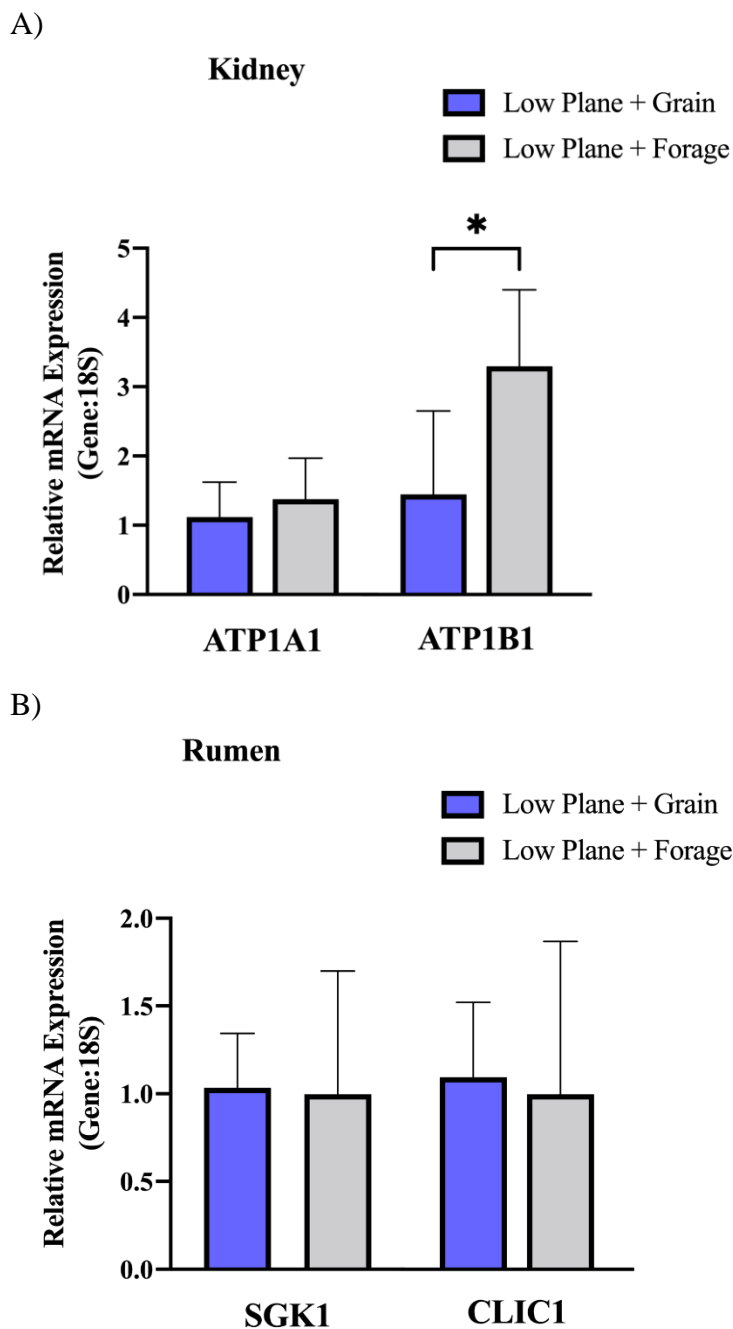 A)
Kidney
Low Plane + Grain
Low Plane + Forage
*
Relative mRNA Expression
(Gene:18S)
5
4
3
2
1
0
ATP1A1 ATP1B1
B)
Rumen
Low Plane + Grain
Low Plane + Forage
Relative mRNA Expression
(Gene:18S)
2.0
1.5
1.0
0.5
0.0
SGK1 CLIC1